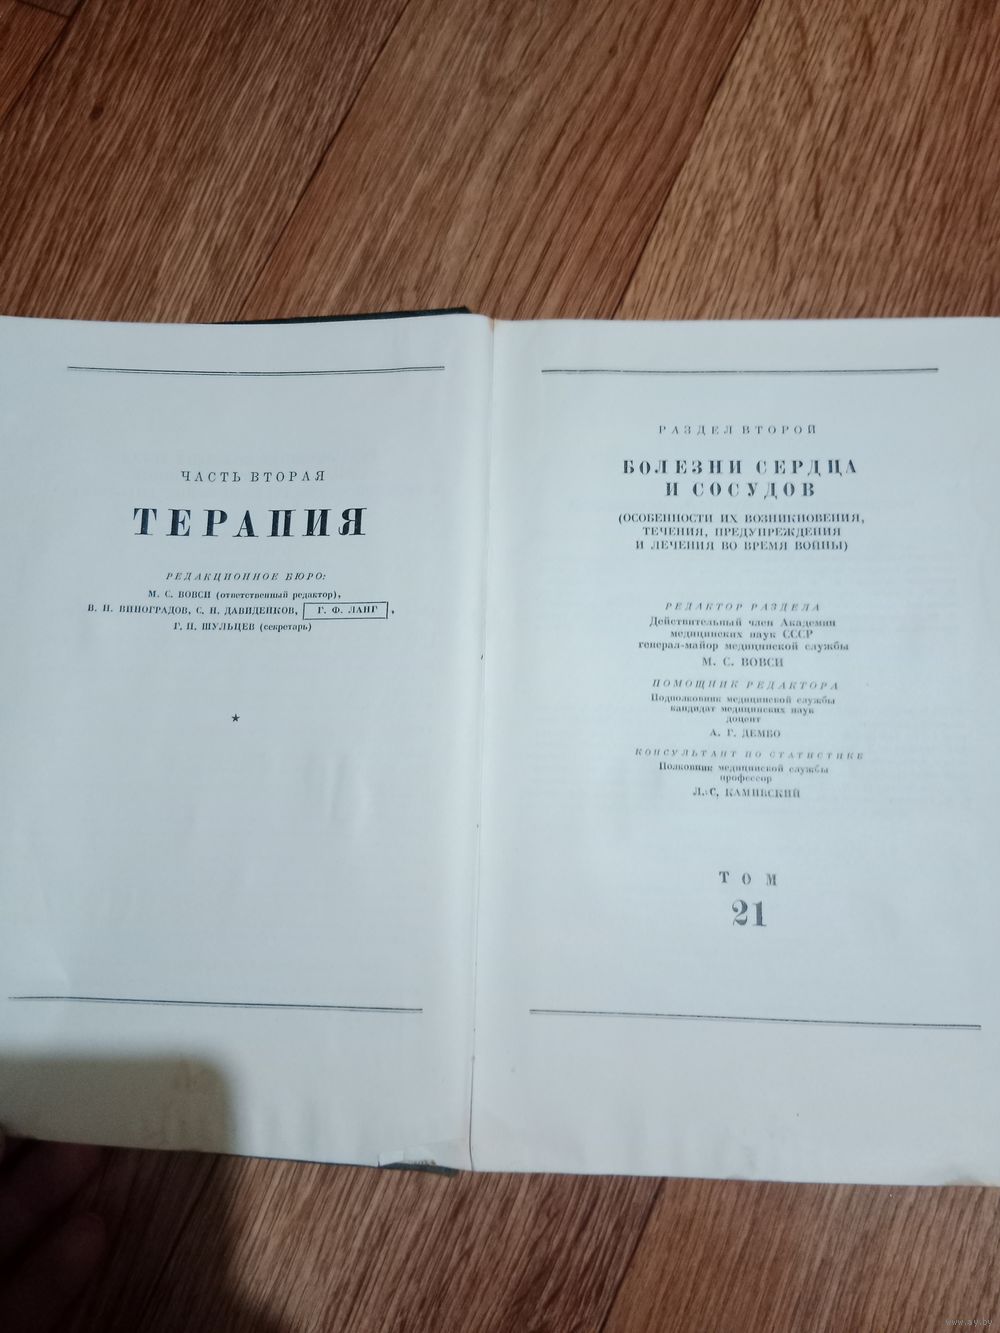 ЧАСТЬ ВТОРАЯ
ТЕРАПИЯ
РЕДАКЦИОННОЕ БЮРО:
М. С. ВОВСИ (ответственный редактор),
В. Н. ВИНОГРАДОВ, С. Н. ДАВИДЕНКОВ, Г. Ф. ЛАНГ,
Г. П. ШУЛЬЦЕВ (секретарь)
РАЗДЕЛ ВТОРОЙ
БОЛЕЗНИ СЕРДЦА
И СОСУДОВ
(ОСОБЕННОСТИ ИХ ВОЗНИКНОВЕНИЯ,
ТЕЧЕНИЯ, ПРЕДУПРЕЖДЕНИЯ
И ЛЕЧЕНИЯ ВО ВРЕМЯ ВОЙНЫ)
РЕДАКТОР РАЗДЕЛА
Действительный член Академии
медицинских наук СССР
генерал-майор медицинской службы
М. С. ВОВСИ
ПОМОЩНИК РЕДАКТОРА
Подполковник медицинской службы
кандидат медицинских наук
доцент
А. Г. ДЕМБО
КОНСУЛЬТАНТ ПО СТАТИСТИКЕ
Полковник медицинской службы
профессор
Л. С. КАМИНСКИЙ
ТОМ
21
www.ay.by